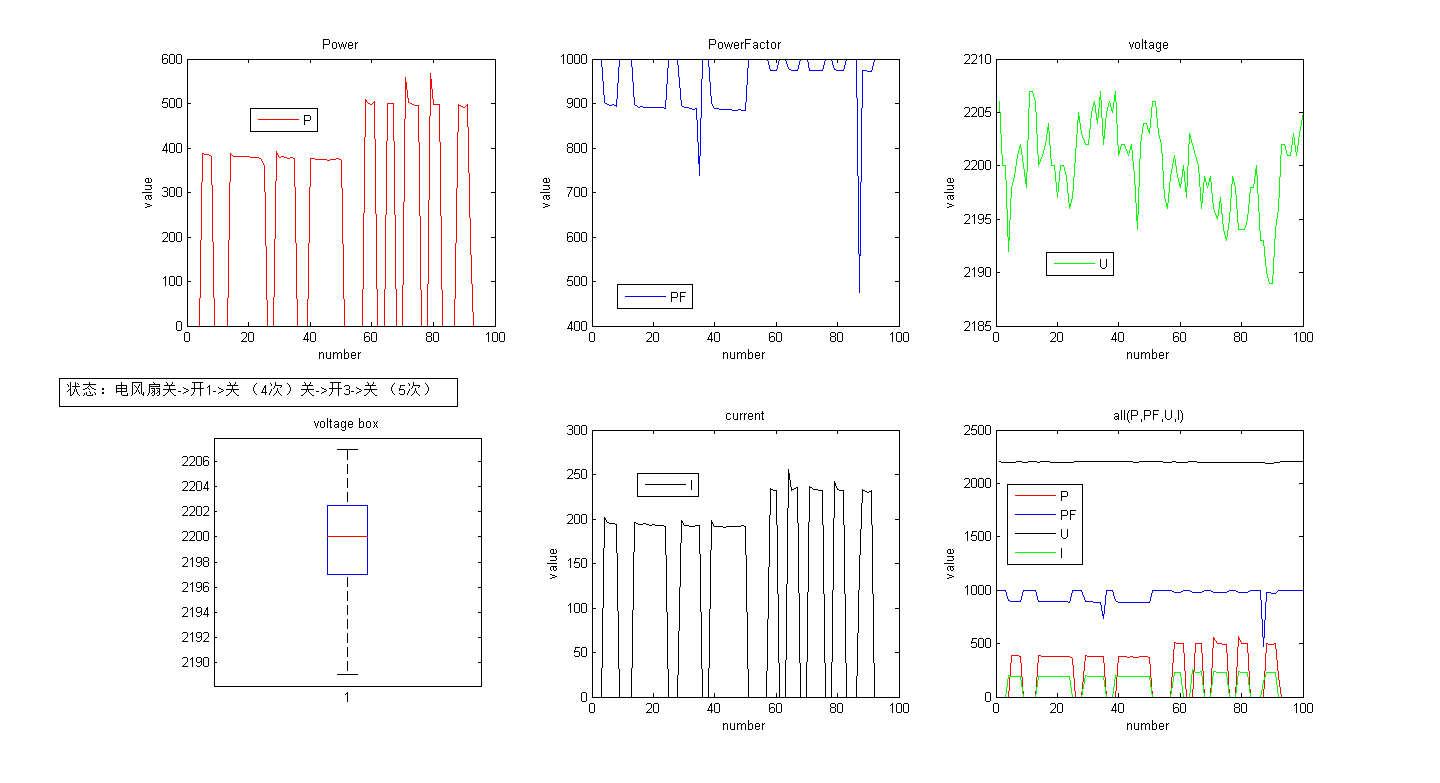 Power
600
500
400
300
200
100
0
value
P
0 20 40 60 80 100
number
PowerFactor
1000
900
800
700
600
500
400
value
PF
0 20 40 60 80 100
number
voltage
2210
2205
2200
2195
2190
2185
value
U
0 20 40 60 80 100
number
状态：电风扇关->开1->关（4次）关->开3->关（5次）
voltage box
2206
2204
2202
2200
2198
2196
2194
2192
2190
1
current
300
250
200
150
100
50
0
value
I
0 20 40 60 80 100
number
all(P,PF,U,I)
2500
2000
1500
1000
500
0
value
P
PF
U
I
0 20 40 60 80 100
number